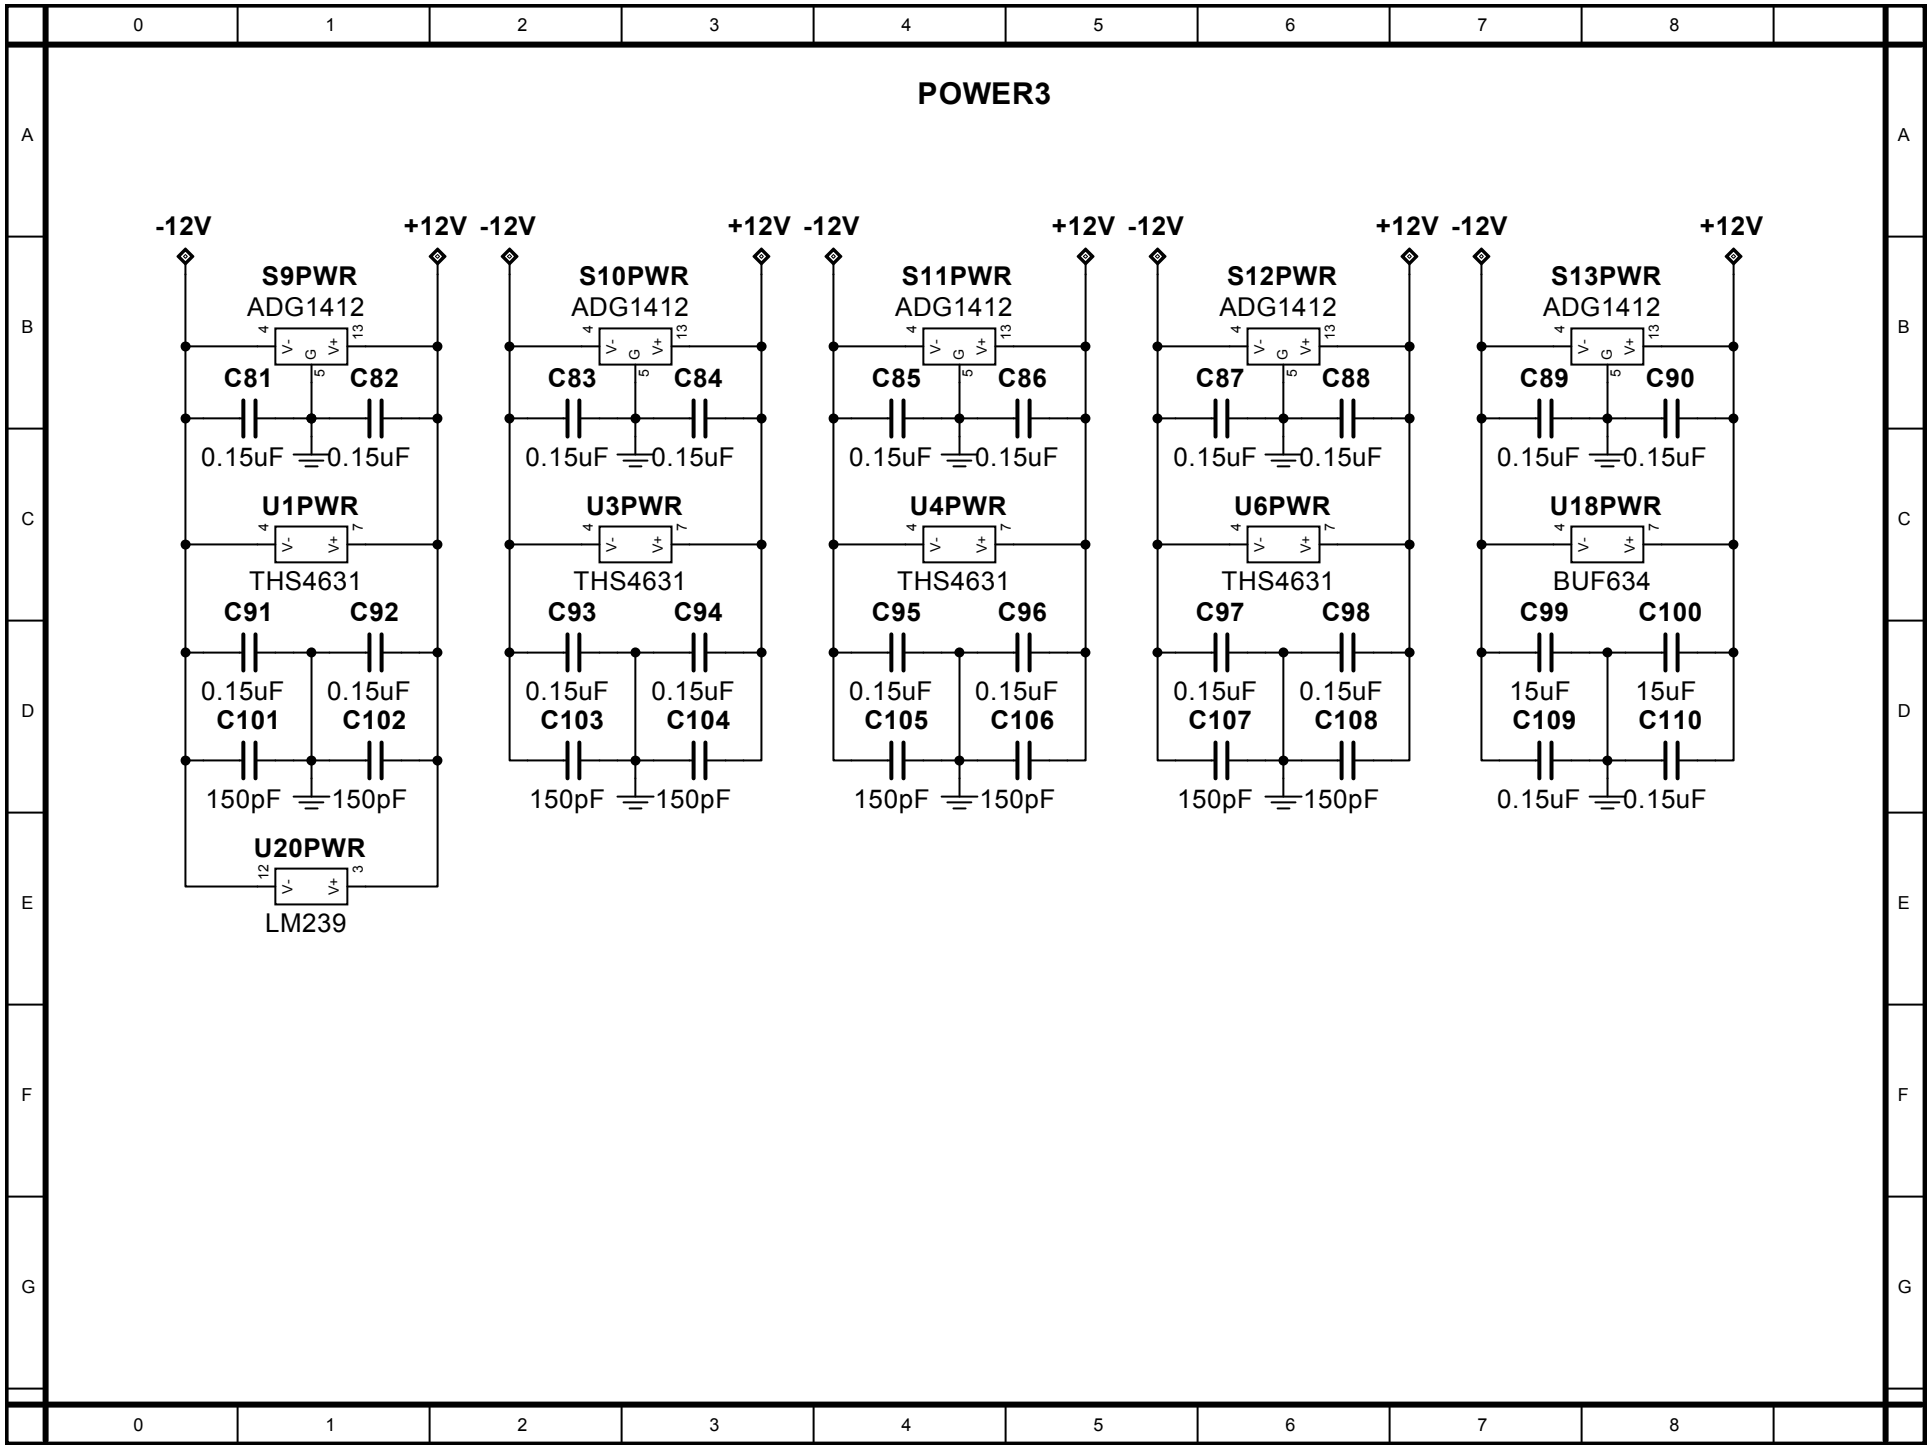 0 1 2 3 4 5 6 7 8
POWER3
A A
-12V +12V -12V +12V -12V +12V -12V +12V -12V +12V
S9PWR S10PWR S11PWR S12PWR S13PWR
ADG1412 ADG1412 ADG1412 ADG1412 ADG1412
B B
4 13 4 13 4 13 4 13 4 13
V- G V+ V- G V+ V- G V+ V- G V+ V- G V+
5 5 5 5 5
C81 C82 C83 C84 C85 C86 C87 C88 C89 C90
0.15uF 0.15uF 0.15uF 0.15uF 0.15uF 0.15uF 0.15uF 0.15uF 0.15uF 0.15uF
U1PWR U3PWR U4PWR U6PWR U18PWR
C C
4 7 4 7 4 7 4 7 4 7
V- V+ V- V+ V- V+ V- V+ V- V+
THS4631 THS4631 THS4631 THS4631 BUF634
C91 C92 C93 C94 C95 C96 C97 C98 C99 C100
0.15uF 0.15uF 0.15uF 0.15uF 0.15uF 0.15uF 0.15uF 0.15uF 15uF 15uF
D D
C101 C102 C103 C104 C105 C106 C107 C108 C109 C110
150pF 150pF 150pF 150pF 150pF 150pF 150pF 150pF 0.15uF 0.15uF
U20PWR
12 3
V- V+
E E
LM239
F F
G G
0 1 2 3 4 5 6 7 8